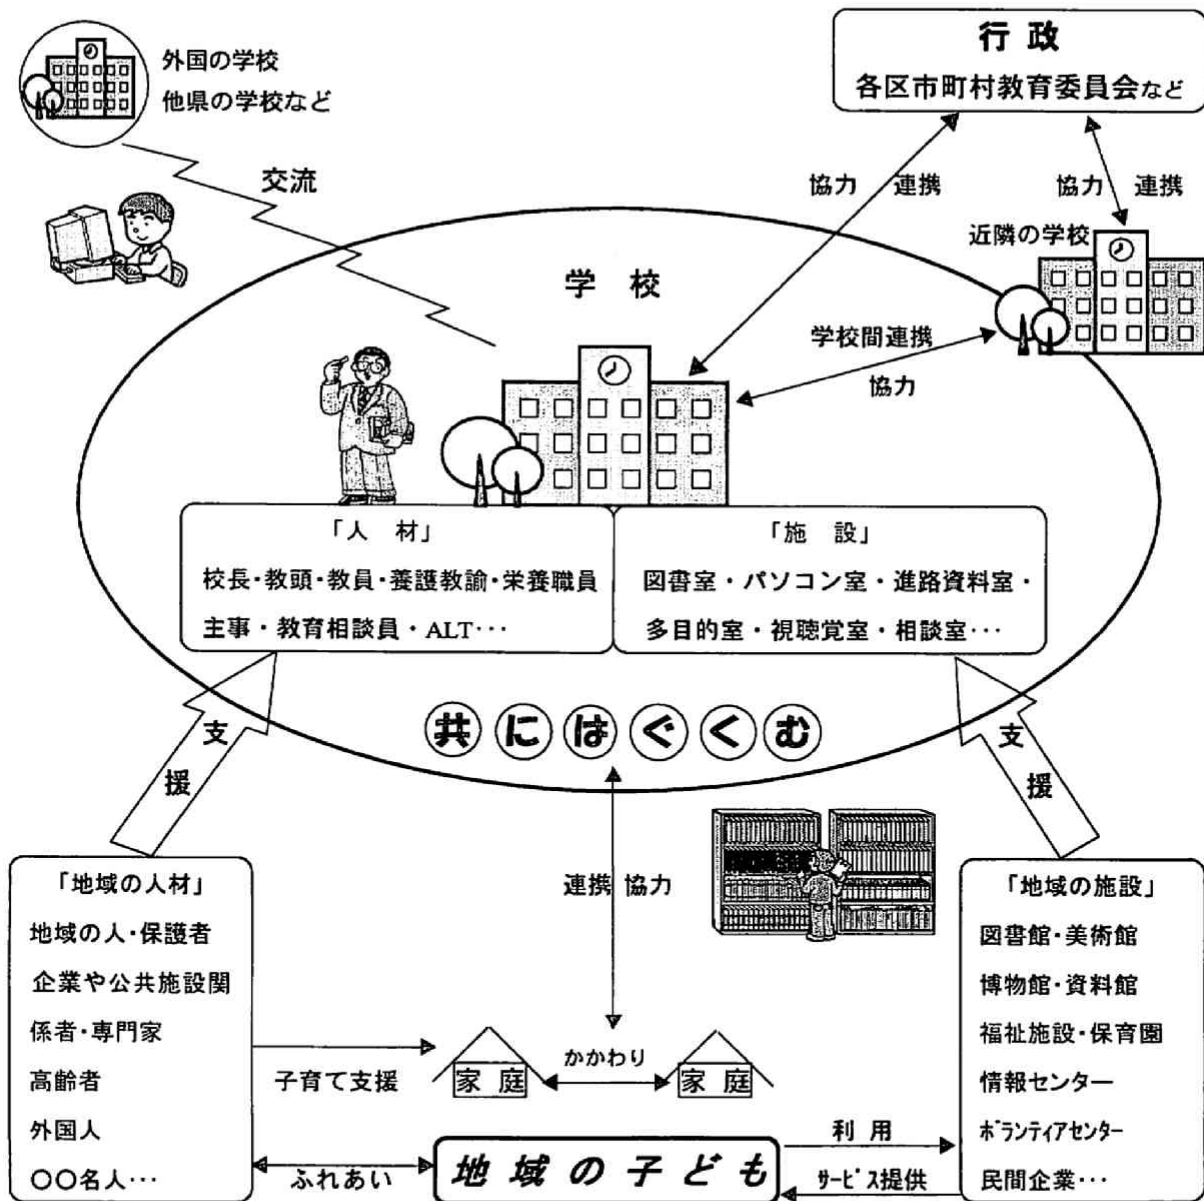 外国の学校
他県の学校など
行政
各区市町村教育委員会など
交流
協力 連携
協力 連携
近隣の学校
学校
学校間連携
協力
「人 材」
校長・教頭・教員・養護教諭・栄養職員
主事・教育相談員・ALT…
「施 設」
図書室・パソコン室・進路資料室・
多目的室・視聴覚室・相談室…
共にはぐくむ
支援
支援
連携 協力
「地域の人材」
地域の人・保護者
企業や公共施設関
係者・専門家
高齢者
外国人
○○名人…
「地域の施設」
図書館・美術館
博物館・資料館
福祉施設・保育園
情報センター
ボランティアセンター
民間企業…
子育て支援
家庭
かかわり
家庭
ふれあい
地域の子ども
利用
サービス提供